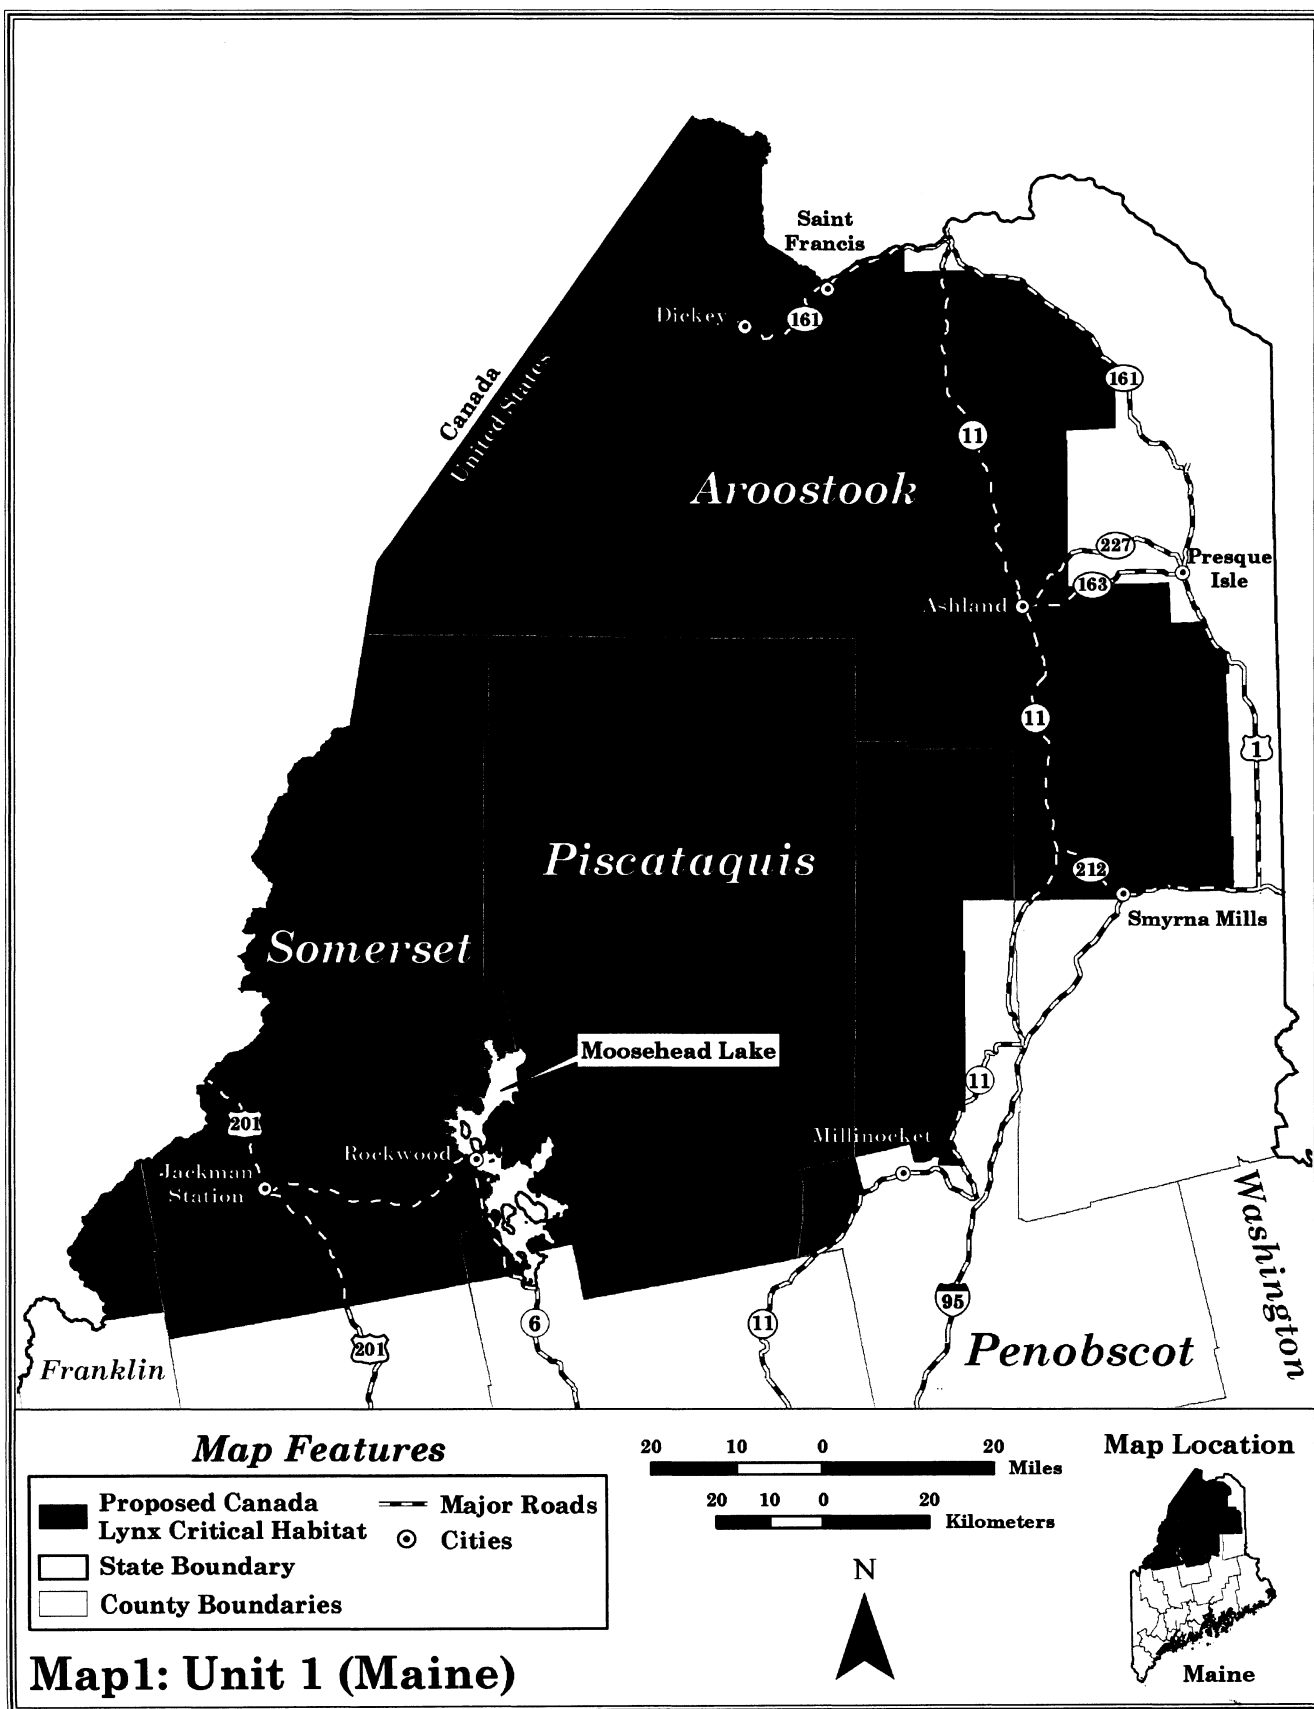 Saint
Francis
Dickey
161
Canada
United States
161
11
Aroostook
227
Presque
Isle
163
Ashland
11
1
Piscataquis
212
Smyrna Mills
Somerset
Moosehead Lake
11
201
Millinocket
Rockwood
Jackman
Station
Washington
95
6
11
201
Penobscot
Franklin
Map Features
Proposed Canada
Lynx Critical Habitat
State Boundary
County Boundaries
Major Roads
Cities
20 10 0 20
Miles
20 10 0 20
Kilometers
N
Map Location
Maine
Map1: Unit 1 (Maine)